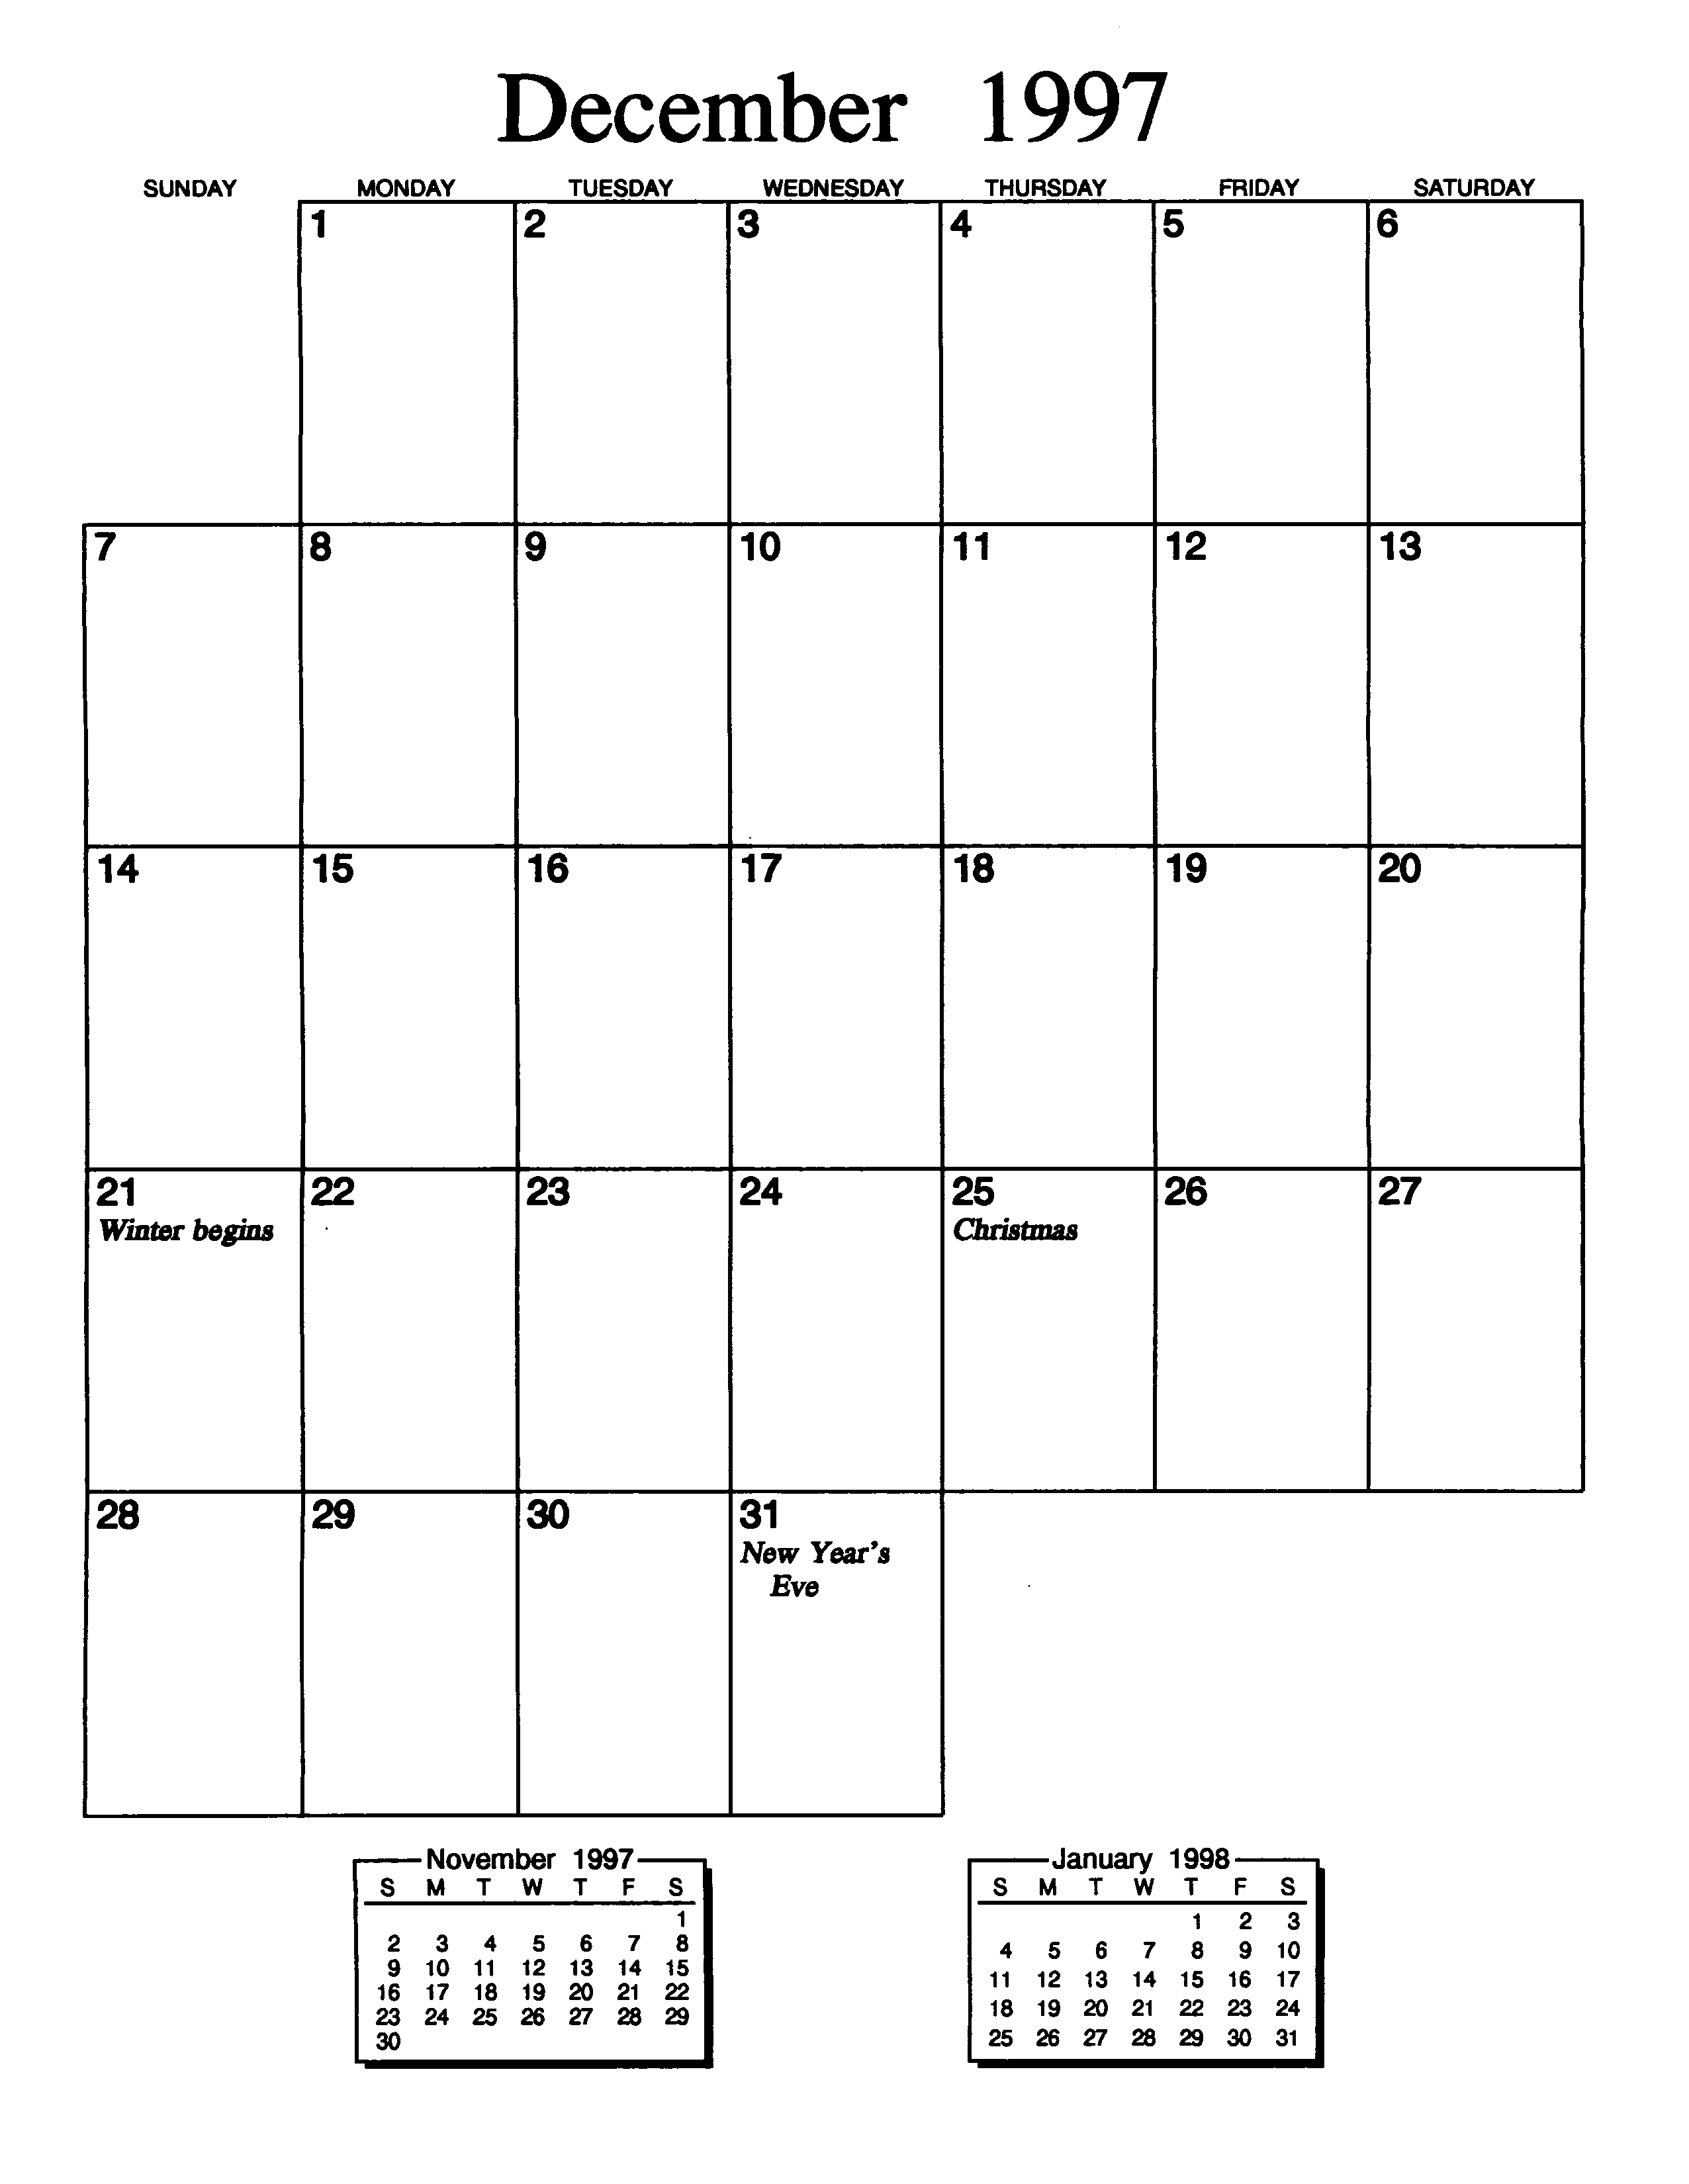 December 1997
SUNDAY MONDAY TUESDAY WEDNESDAY THURSDAY FRIDAY SATURDAY
1 2 3 4 5 6
7 8 9 10 11 12 13
14 15 16 17 18 19 20
21 22 23 24 25 26 27
Winter begins Christmas
28 29 30 31
New Year's
Eve
November 1997
S M T W T F S
1
2 3 4 5 6 7 8
9 10 11 12 13 14 15
16 17 18 19 20 21 22
23 24 25 26 27 28 29
30
January 1998
S M T W T F S
1 2 3
4 5 6 7 8 9 10
11 12 13 14 15 16 17
18 19 20 21 22 23 24
25 26 27 28 29 30 31